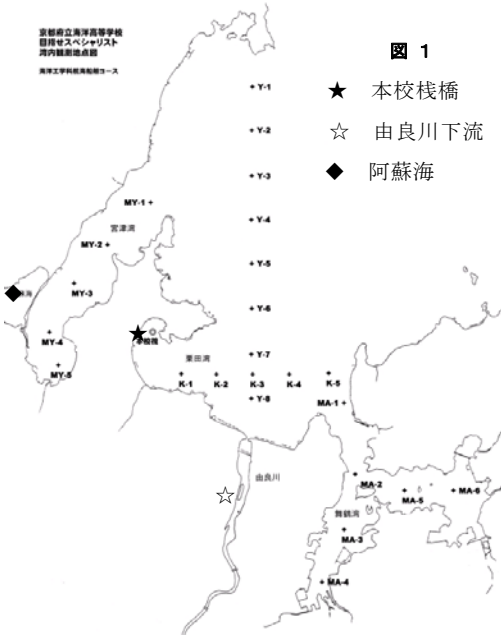 京都府立海洋高等学校
目指せスペシャリスト
湾内観測地点図
海洋工学科航海船舶コース
図 1
★ 本校桟橋
☆ 由良川下流
◆ 阿蘇海
Y-1
Y-2
Y-3
MY-1
Y-4
宮津湾
MY-2
Y-5
MY-3
海
Y-6
MY-4
Y-7
栗田湾
MY-5
K-1
K-2
K-3
K-4
K-5
Y-8
MA-1
由良川
MA-2
MA-5
MA-6
舞鶴湾
MA-3
MA-4